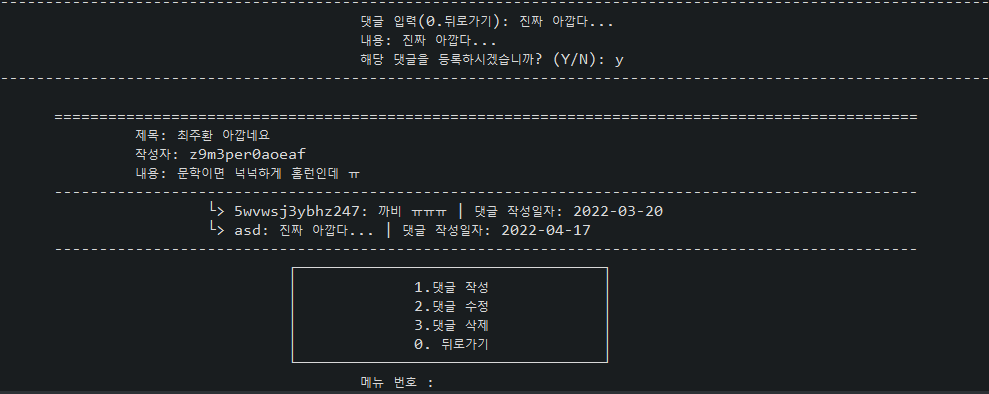 댓글 입력(0.뒤로가기): 진짜 아깝다...
내용: 진짜 아깝다...
해당 댓글을 등록하시겠습니까? (Y/N): y
제목: 최주환 아깝네요
작성자: z9m3per0aoeaf
내용: 문학이면 넉넉하게 홈런인데 ㅠ
└> 5wvwsj3ybhz247: 까비 ㅠㅠㅠ | 댓글 작성일자: 2022-03-20
└> asd: 진짜 아깝다... | 댓글 작성일자: 2022-04-17
1.댓글 작성
2.댓글 수정
3.댓글 삭제
0. 뒤로가기
메뉴 번호 :